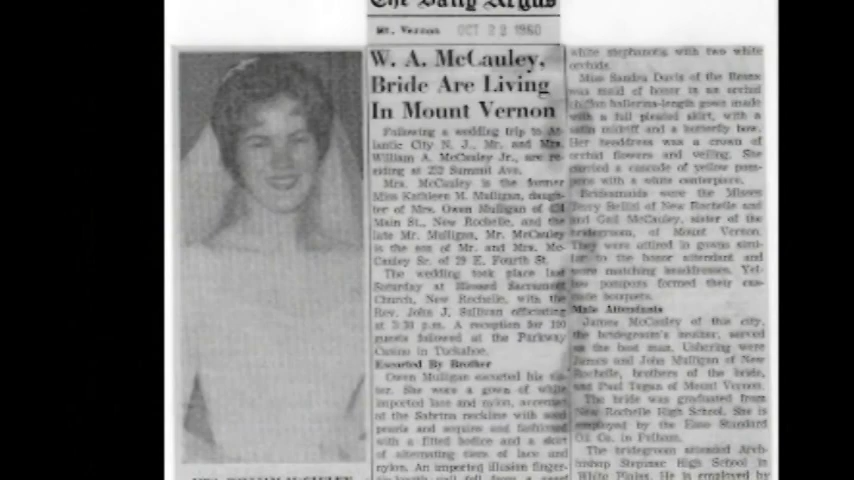 The Daily Argus
Mt. Vernon OCT 22 1960
W. A. McCauley,
Bride Are Living
In Mount Vernon
Following a wedding trip to At-
lantic City N. J., Mr. and Mrs.
William A. McCauley Jr., are re-
siding at 252 Summit Ave.
Mrs. McCauley is the former
Miss Kathleen M. Mulligan, daugh-
ter of Mrs. Owen Mulligan of
Main St., New Rochelle, and the
late Mr. Mulligan. Mr. McCauley
is the son of Mr. and Mrs. Mc-
Cauley Sr. of 29 E. Fourth St.
The wedding took place last
Saturday at Blessed Sacrament
Church, New Rochelle, with the
Rev. John J. Sullivan officiating
at 3:30 p.m. A reception for 100
guests followed at the Parkway
Casino in Tuckahoe.
Escorted By Brother
Owen Mulligan escorted his sis-
ter. She wore a gown of white
imported lace and nylon, accented
at the Sabrina neckline with seed
pearls and sequins and fashioned
with a fitted bodice and a skirt
of alternating tiers of lace and
nylon. An imported illusion finger-
white stephanotis with two white
orchids.
Miss Sandra Davis of the Bronx
was maid of honor in an orchid
chiffon ballerina-length gown made
with a full pleated skirt, with a
satin midriff and a butterfly bow.
Her headdress was a crown of
orchid flowers and veiling. She
carried a cascade of yellow pom-
pons with a white centerpiece.
Bridesmaids were the Misses
Terry Bellini of New Rochelle and
and Gail McCauley, sister of the
bridegroom, of Mount Vernon.
They were attired in gowns simi-
lar to the honor attendant and
wore matching headdresses. Yel-
low pompons formed their cas-
cade bouquets.
Male Attendants
James McCauley of this city,
the bridegroom's brother, served
as the best man. Ushering were
James and John Mulligan of New
Rochelle, brothers of the bride,
and Paul Tagan of Mount Vernon.
The bride was graduated from
New Rochelle High School. She is
employed by the Esso Standard
Oil Co. in Pelham.
The bridegroom attended Arch-
bishop Stepinac High School in
White Plains. He is employed by